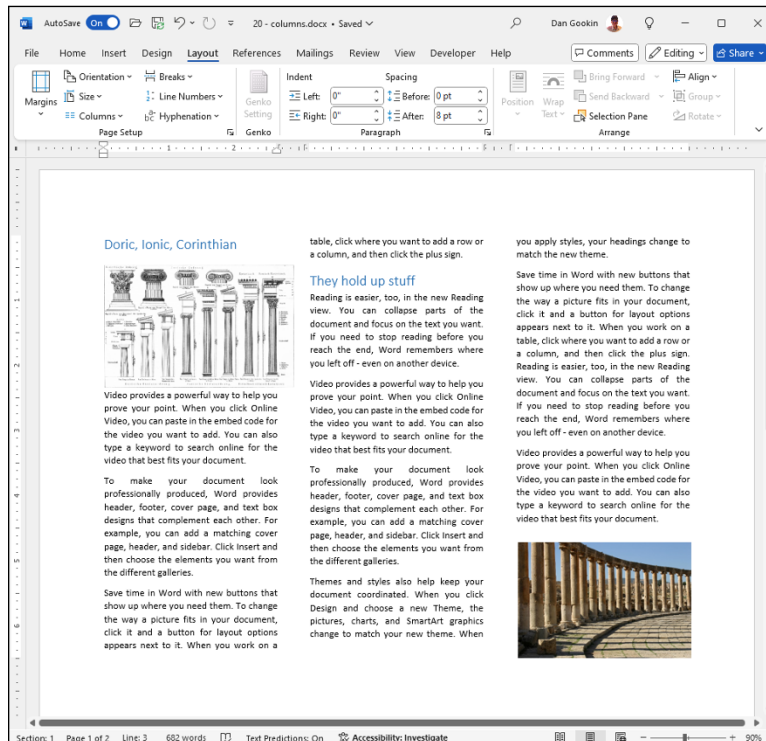 AutoSave On 20 - columns.docx • Saved Dan Gookin
File Home Insert Design Layout References Mailings Review View Developer Help Comments Editing Share
Margins
Orientation
Size
Columns
Breaks
Line Numbers
Hyphenation
Page Setup
Genko
Setting
Genko
Indent
Left: 0"
Right: 0"
Spacing
Before: 0 pt
After: 8 pt
Paragraph
Position
Wrap
Text
Bring Forward
Send Backward
Selection Pane
Align
Group
Rotate
Arrange
Doric, Ionic, Corinthian
Video provides a powerful way to help you
prove your point. When you click Online
Video, you can paste in the embed code for
the video you want to add. You can also
type a keyword to search online for the
video that best fits your document.
To make your document look
professionally produced, Word provides
header, footer, cover page, and text box
designs that complement each other. For
example, you can add a matching cover
page, header, and sidebar. Click Insert and
then choose the elements you want from
the different galleries.
Save time in Word with new buttons that
show up where you need them. To change
the way a picture fits in your document,
click it and a button for layout options
appears next to it. When you work on a
table, click where you want to add a row or
a column, and then click the plus sign.
They hold up stuff
Reading is easier, too, in the new Reading
view. You can collapse parts of the
document and focus on the text you want.
If you need to stop reading before you
reach the end, Word remembers where
you left off - even on another device.
Video provides a powerful way to help you
prove your point. When you click Online
Video, you can paste in the embed code for
the video you want to add. You can also
type a keyword to search online for the
video that best fits your document.
To make your document look
professionally produced, Word provides
header, footer, cover page, and text box
designs that complement each other. For
example, you can add a matching cover
page, header, and sidebar. Click Insert and
then choose the elements you want from
the different galleries.
Themes and styles also help keep your
document coordinated. When you click
Design and choose a new Theme, the
pictures, charts, and SmartArt graphics
change to match your new theme. When
you apply styles, your headings change to
match the new theme.
Save time in Word with new buttons that
show up where you need them. To change
the way a picture fits in your document,
click it and a button for layout options
appears next to it. When you work on a
table, click where you want to add a row or
a column, and then click the plus sign.
Reading is easier, too, in the new Reading
view. You can collapse parts of the
document and focus on the text you want.
If you need to stop reading before you
reach the end, Word remembers where
you left off - even on another device.
Video provides a powerful way to help you
prove your point. When you click Online
Video, you can paste in the embed code for
the video you want to add. You can also
type a keyword to search online for the
video that best fits your document.
Section: 1 Page 1 of 2 Line: 3 682 words Text Predictions: On Accessibility: Investigate 90%